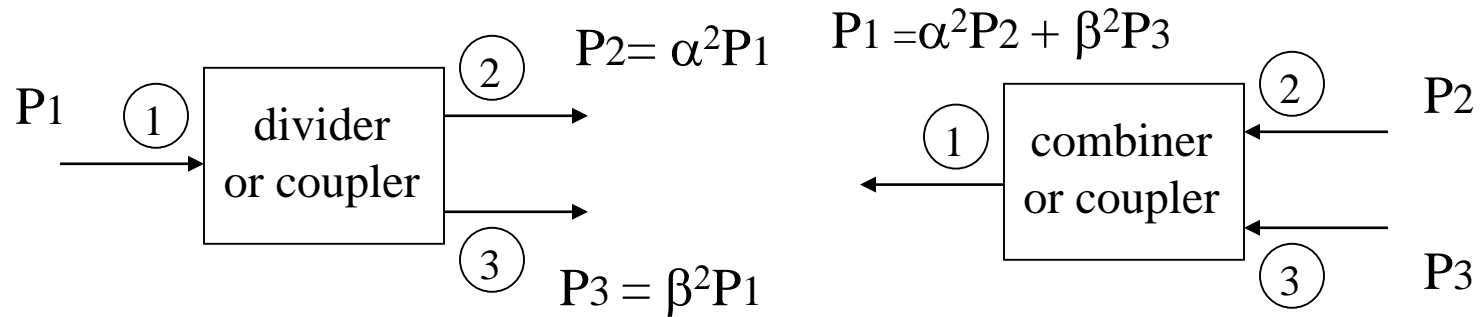 P1
1
divider
or coupler
2
P2= α²P1
3
P3 = β²P1
P1 =α²P2 + β²P3
1
combiner
or coupler
2
P2
3
P3